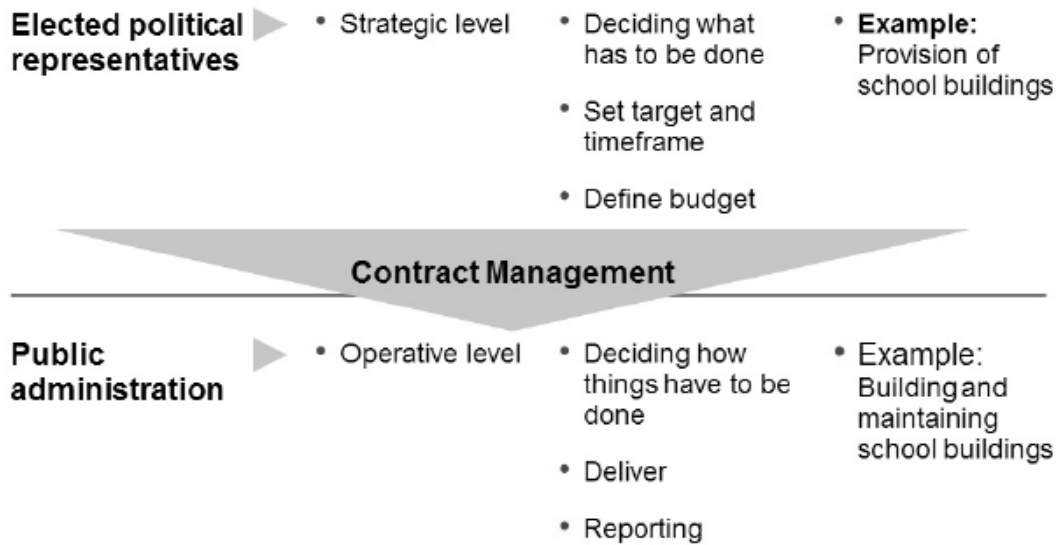 Elected political
representatives
• Strategic level
• Deciding what
has to be done
• Set target and
timeframe
• Define budget
• Example:
Provision of
school buildings
Contract Management
Public
administration
• Operative level
• Deciding how
things have to be
done
• Deliver
• Reporting
• Example:
Building and
maintaining
school buildings